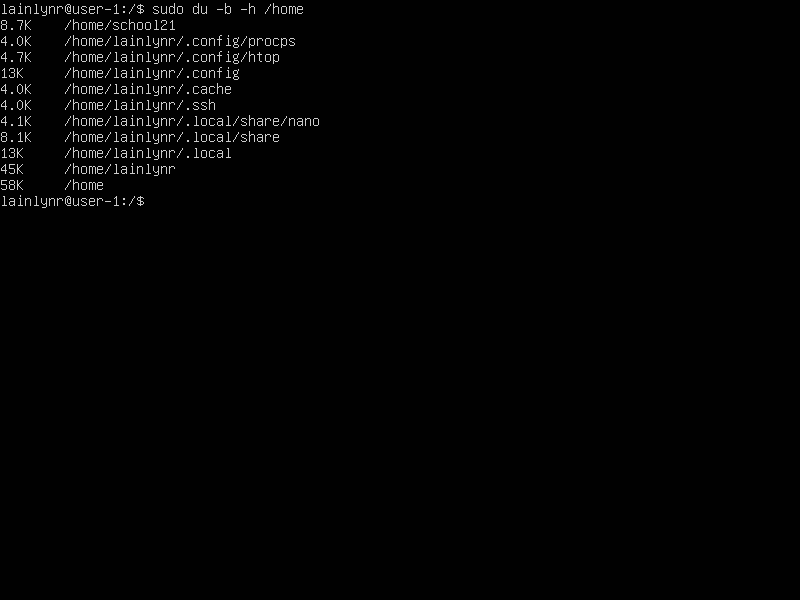 lainlynr@user-1:/$ sudo du -b -h /home
8.7K    /home/school21
4.0K    /home/lainlynr/.config/procps
4.7K    /home/lainlynr/.config/htop
13K     /home/lainlynr/.config
4.0K    /home/lainlynr/.cache
4.0K    /home/lainlynr/.ssh
4.1K    /home/lainlynr/.local/share/nano
8.1K    /home/lainlynr/.local/share
13K     /home/lainlynr/.local
45K     /home/lainlynr
58K     /home
lainlynr@user-1:/$